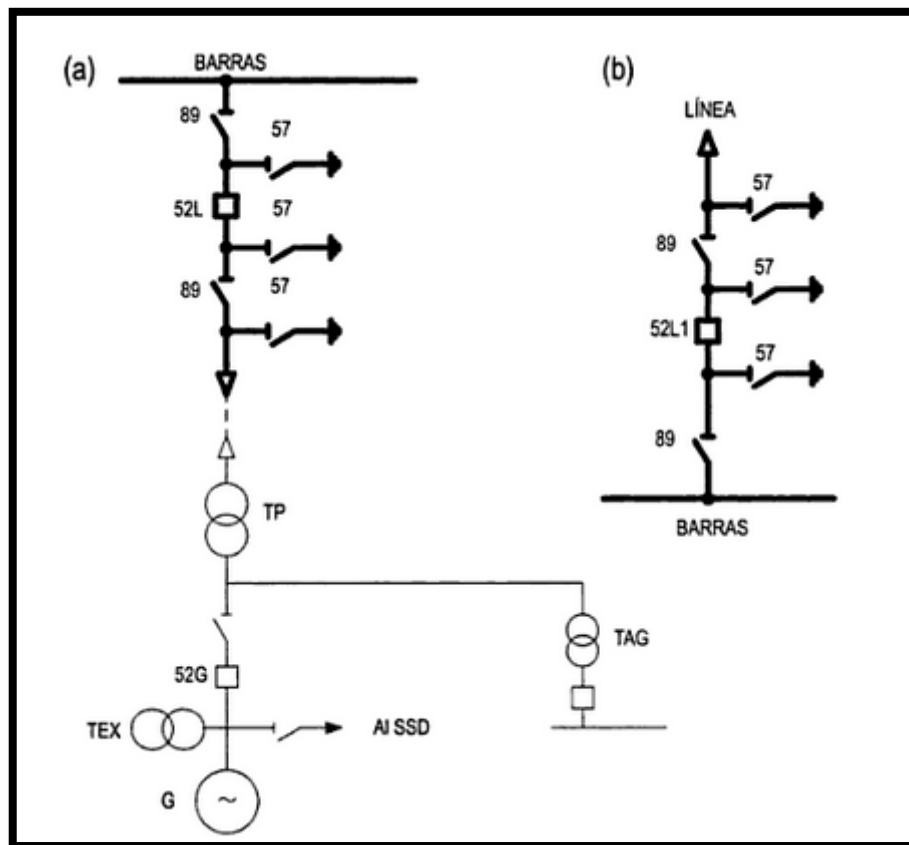 (a)
BARRAS
89
57
52L
57
89
57
TP
52G
TEX
AI SSD
G
~
TAG
(b)
LÍNEA
57
89
57
52L1
57
89
BARRAS